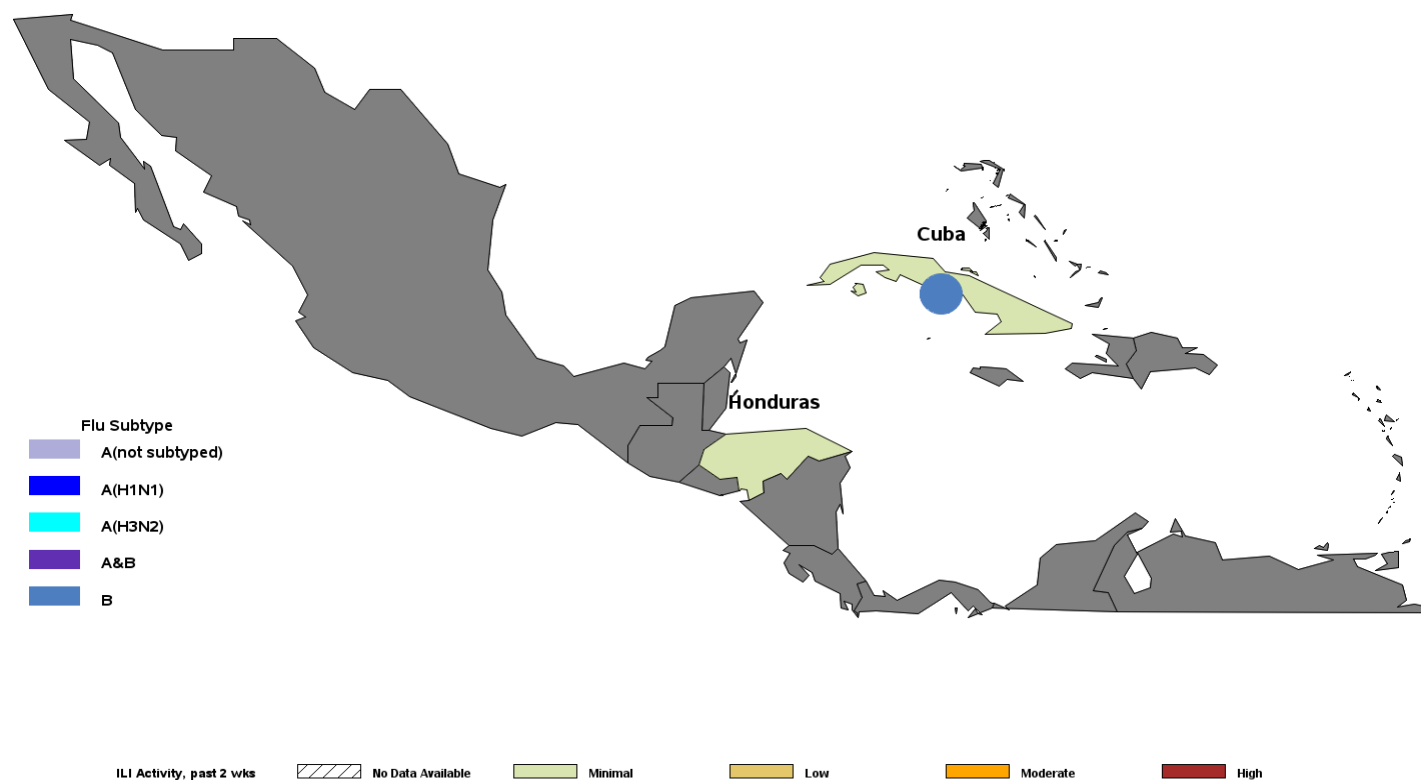 Cuba
Honduras
Flu Subtype
A(not subtyped)
A(H1N1)
A(H3N2)
A&B
B
ILI Activity, past 2 wks No Data Available Minimal Low Moderate High